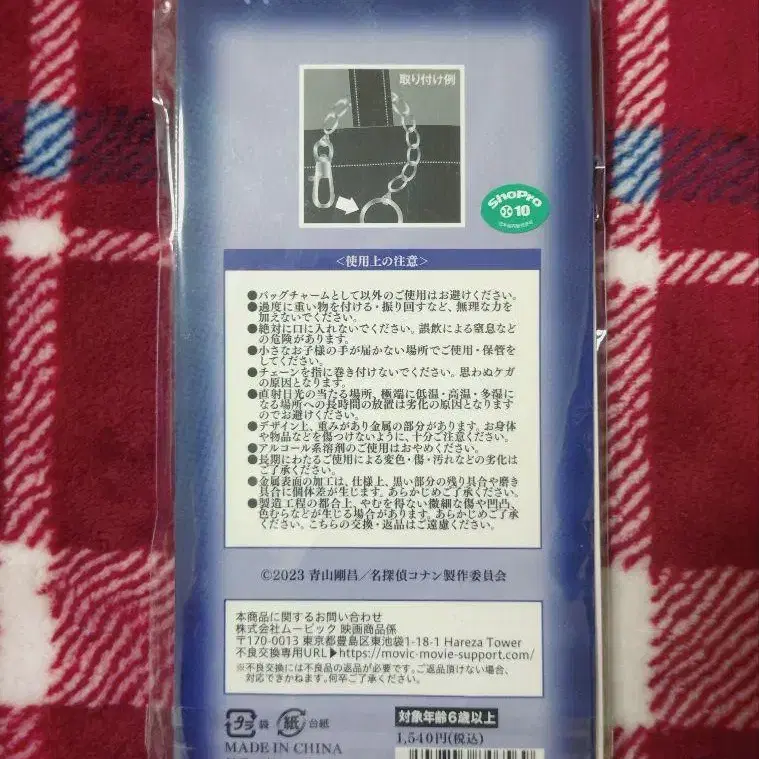 取り付け例
ShoPro
10
<使用上の注意>
●バッグチャームとして以外のご使用はお避けください。
●過度に重い物を付ける・振り回すなど、無理な力を
加えないでください。
●絶対に口に入れないでください。誤飲による窒息など
の危険があります。
●小さなお子様の手が届かない場所でご使用・保管を
してください。
●チェーンを指に巻き付けないでください。思わぬケガ
の原因となります。
●直射日光の当たる場所、極端に低温・高温・多湿に
なる場所への長時間の放置は劣化の原因となります
のでお避けください。
●デザイン上、重みがあり金属の部分があります。お身体
や物品などを傷つけないように、十分ご注意ください。
●アルコール系溶剤のご使用はおやめください。
●長期にわたるご使用による変色・傷・汚れなどの劣化は
ご了承ください。
●金属表面の加工は、仕様上、黒い部分の残り具合や磨き
具合に個体差が生じます。あらかじめご了承ください。
●製造工程の都合上、やむを得ない微細な傷や凹凸、
色むらなどが生じる場合があります。あらかじめご了承
ください。こちらの交換・返品はご遠慮ください。
©2023 青山剛昌/名探偵コナン製作委員会
本商品に関するお問い合わせ
株式会社ムービック 映画商品係
〒170-0013 東京都豊島区東池袋1-18-1 Hareza Tower
不良交換専用URL▶https://movic-movie-support.com/
※不良交換には不良品の返品が必要です。ご返品頂けない場合、
対応できかねます。何卒ご了承ください。
プラ 袋 紙 台紙
対象年齢6歳以上
MADE IN CHINA
1,540円(税込)